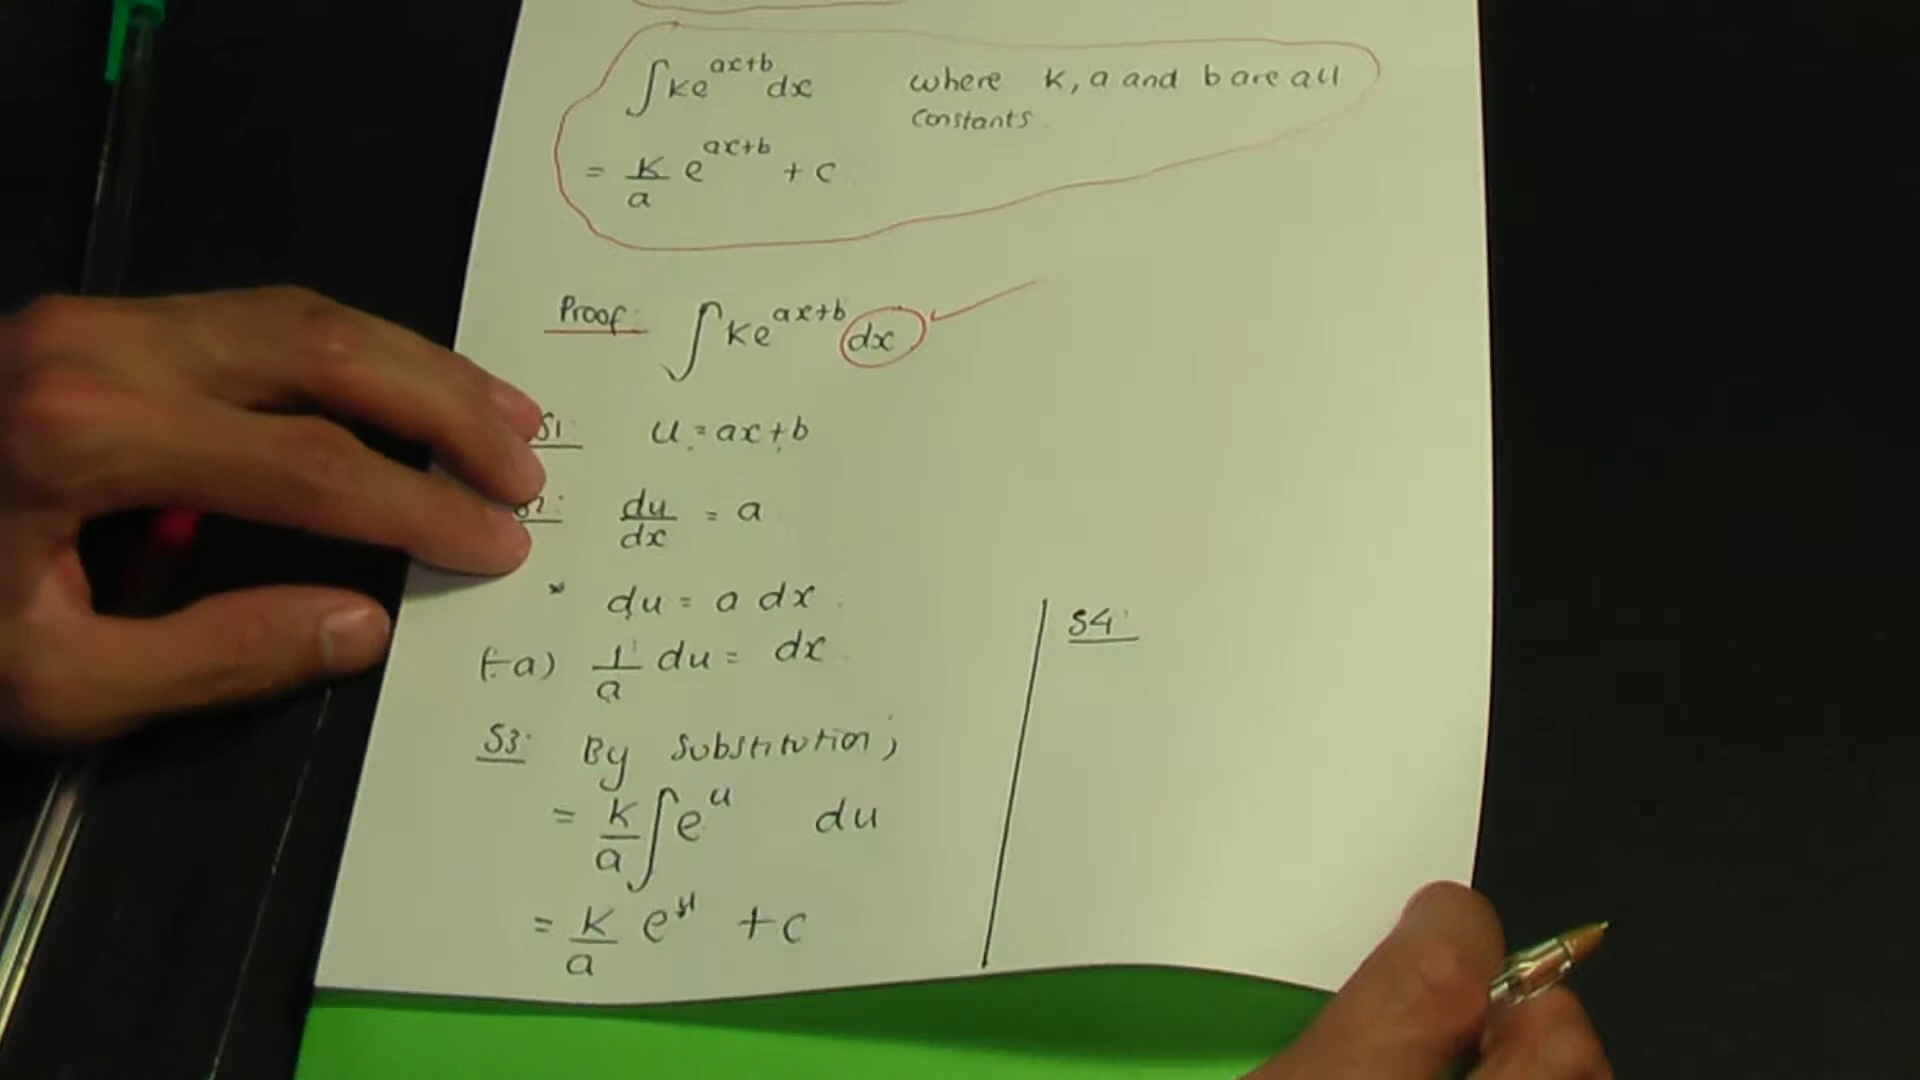 ∫ke^(ax+b) dx where k, a and b are all
constants.
= k/a e^(ax+b) + c
Proof: ∫ke^(ax+b) dx
S1: u = ax+b
S2: du/dx = a
* du = a dx
(÷a) 1/a du = dx
S3: By substitution;
= k/a ∫e^u du
= k/a e^u + c
S4: